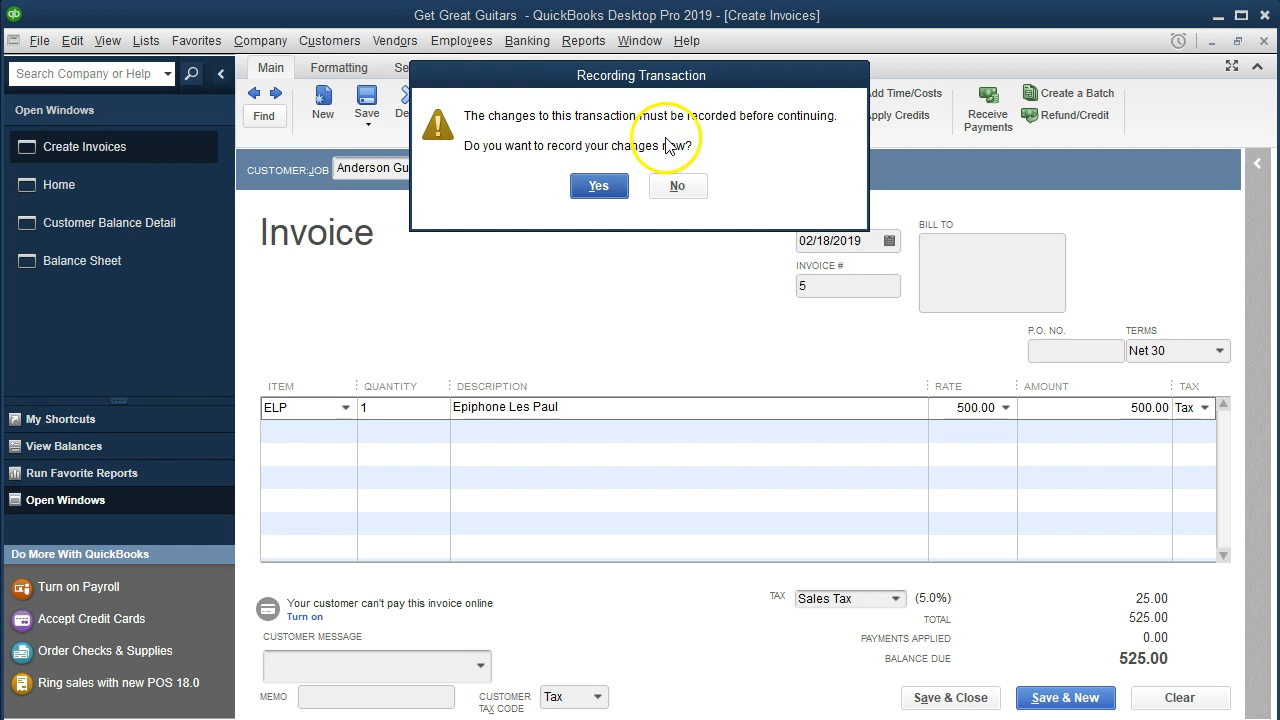 Get Great Guitars - QuickBooks Desktop Pro 2019 - [Create Invoices]
File Edit View Lists Favorites Company Customers Vendors Employees Banking Reports Window Help
Search Company or Help
Main Formatting
Recording Transaction
Open Windows
The changes to this transaction must be recorded before continuing.
Do you want to record your changes now?
Yes No
Find
New
Save
Receive Payments
Create a Batch
Refund/Credit
Create Invoices
Home
Customer Balance Detail
Balance Sheet
CUSTOMER:JOB
Invoice
02/18/2019
INVOICE #
5
BILL TO
P.O. NO. TERMS
Net 30
ITEM QUANTITY DESCRIPTION RATE AMOUNT TAX
ELP 1 Epiphone Les Paul 500.00 500.00 Tax
My Shortcuts
View Balances
Run Favorite Reports
Open Windows
Do More With QuickBooks
Turn on Payroll
Accept Credit Cards
Order Checks & Supplies
Ring sales with new POS 18.0
Your customer can't pay this invoice online
Turn on
CUSTOMER MESSAGE
MEMO
CUSTOMER TAX CODE Tax
TAX Sales Tax (5.0%) 25.00
TOTAL 525.00
PAYMENTS APPLIED 0.00
BALANCE DUE 525.00
Save & Close Save & New Clear